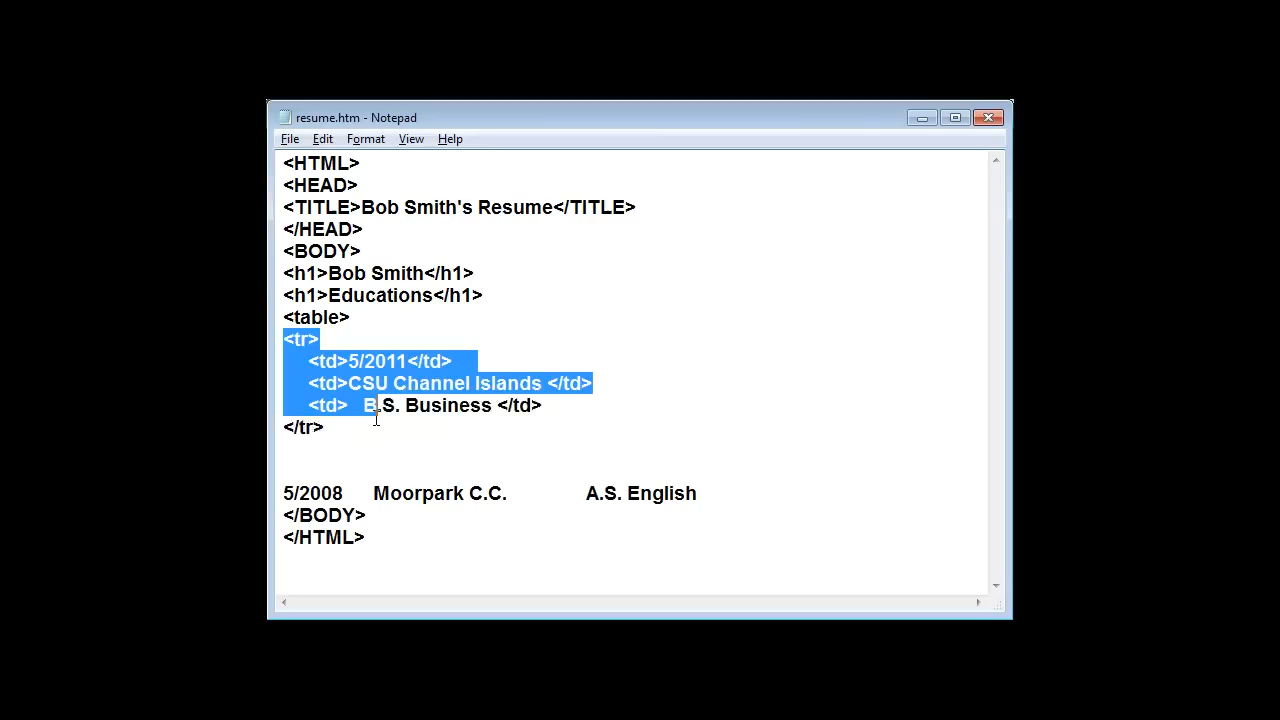 resume.htm - Notepad
File Edit Format View Help
<HTML>
<HEAD>
<TITLE>Bob Smith's Resume</TITLE>
</HEAD>
<BODY>
<h1>Bob Smith</h1>
<h1>Educations</h1>
<table>
<tr>
<td>5/2011</td>
<td>CSU Channel Islands </td>
<td> B.S. Business </td>
</tr>
5/2008 Moorpark C.C. A.S. English
</BODY>
</HTML>